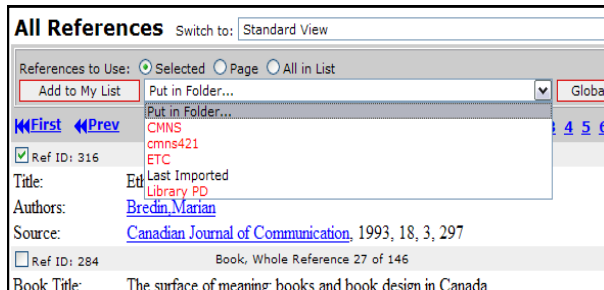 All References Switch to: Standard View
References to Use: Selected Page All in List
Add to My List Put in Folder... Globa
Put in Folder...
First Prev 4 5 6
CMNS
cmns421
ETC
Last Imported
Library PD
Ref ID: 316
Title: Eth
Authors: Bredin,Marian
Source: Canadian Journal of Communication, 1993, 18, 3, 297
Ref ID: 284 Book, Whole Reference 27 of 146
Book Title: The surface of meaning: books and book design in Canada